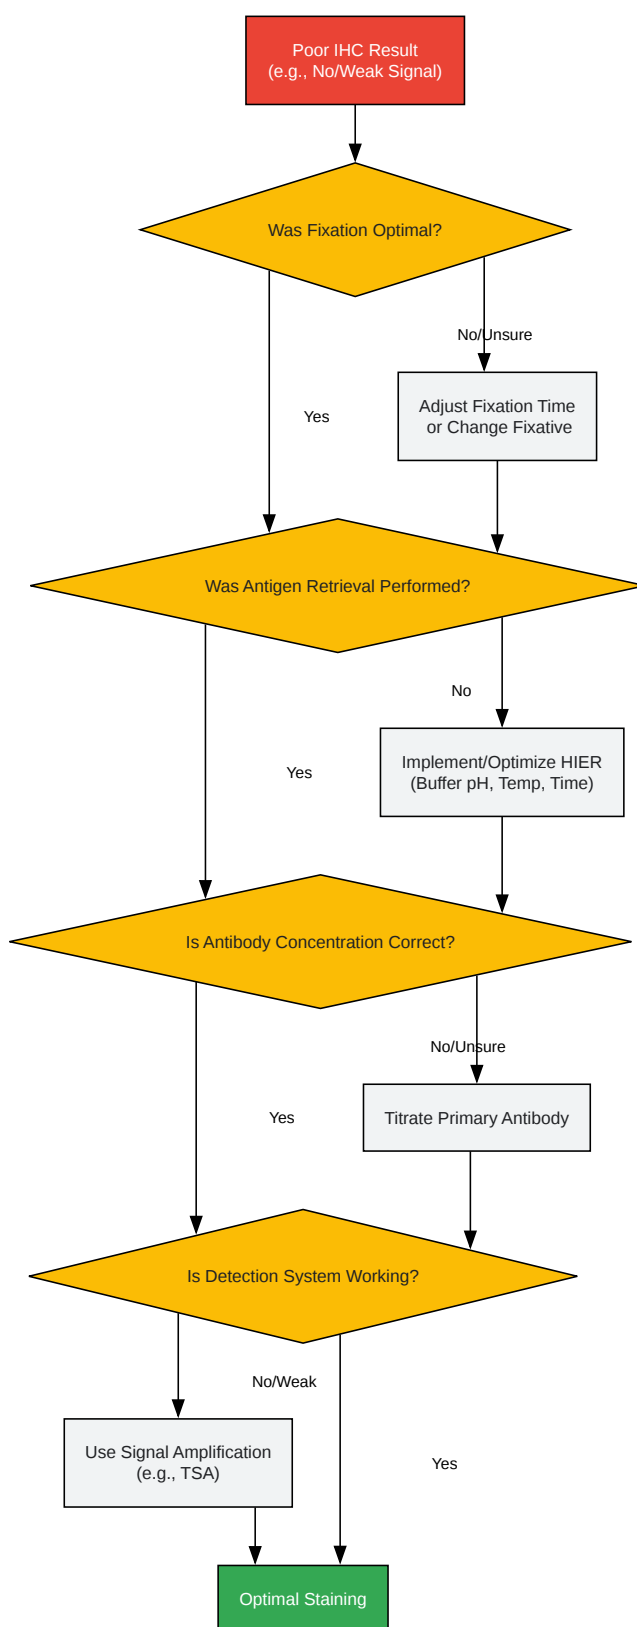 Poor IHC Result
(e.g., No/Weak Signal)
Was Fixation Optimal?
No/Unsure
Adjust Fixation Time
or Change Fixative
Yes
Was Antigen Retrieval Performed?
No
Implement/Optimize HIER
(Buffer pH, Temp, Time)
Yes
Is Antibody Concentration Correct?
No/Unsure
Titrate Primary Antibody
Yes
Is Detection System Working?
No/Weak
Use Signal Amplification
(e.g., TSA)
Yes
Optimal Staining